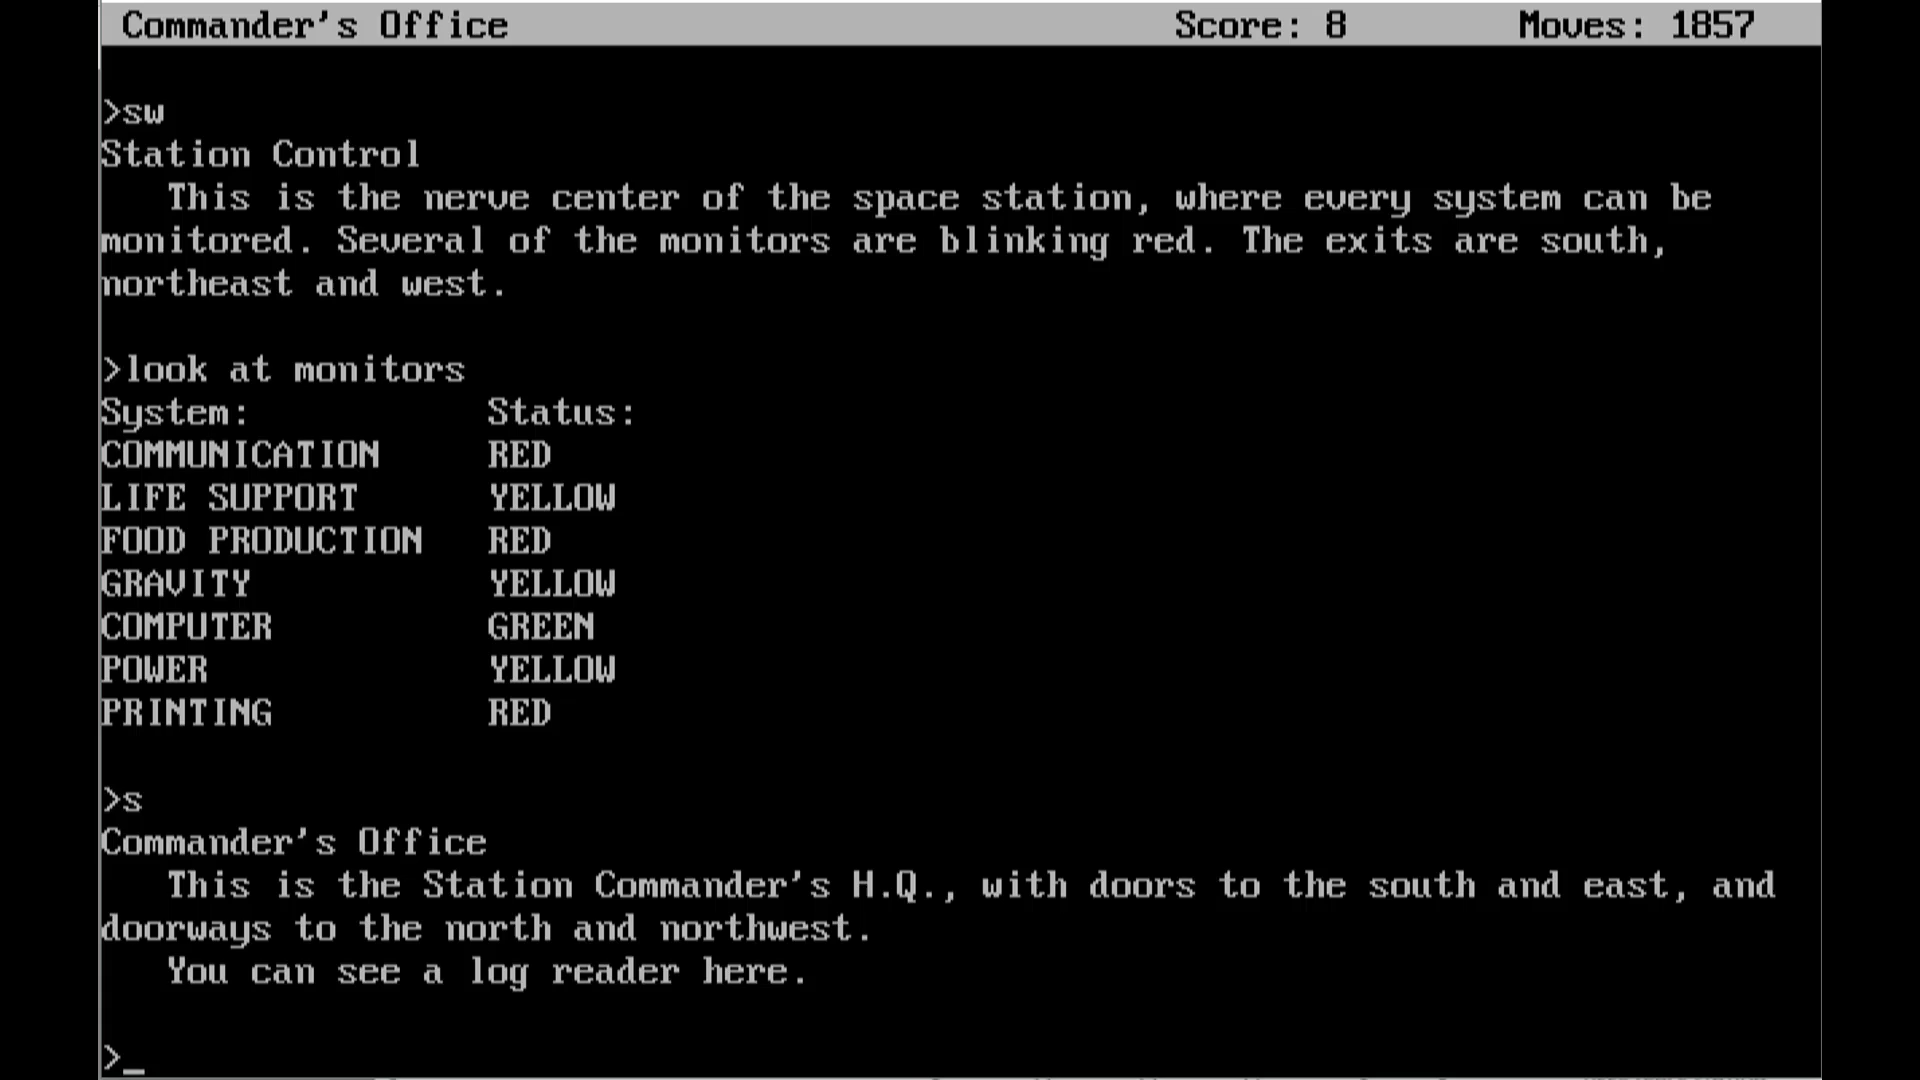 Commander's Office Score: 8 Moves: 1857
>sw
Station Control
This is the nerve center of the space station, where every system can be
monitored. Several of the monitors are blinking red. The exits are south,
northeast and west.
>look at monitors
System: Status:
COMMUNICATION RED
LIFE SUPPORT YELLOW
FOOD PRODUCTION RED
GRAVITY YELLOW
COMPUTER GREEN
POWER YELLOW
PRINTING RED
>s
Commander's Office
This is the Station Commander's H.Q., with doors to the south and east, and
doorways to the north and northwest.
You can see a log reader here.
>_